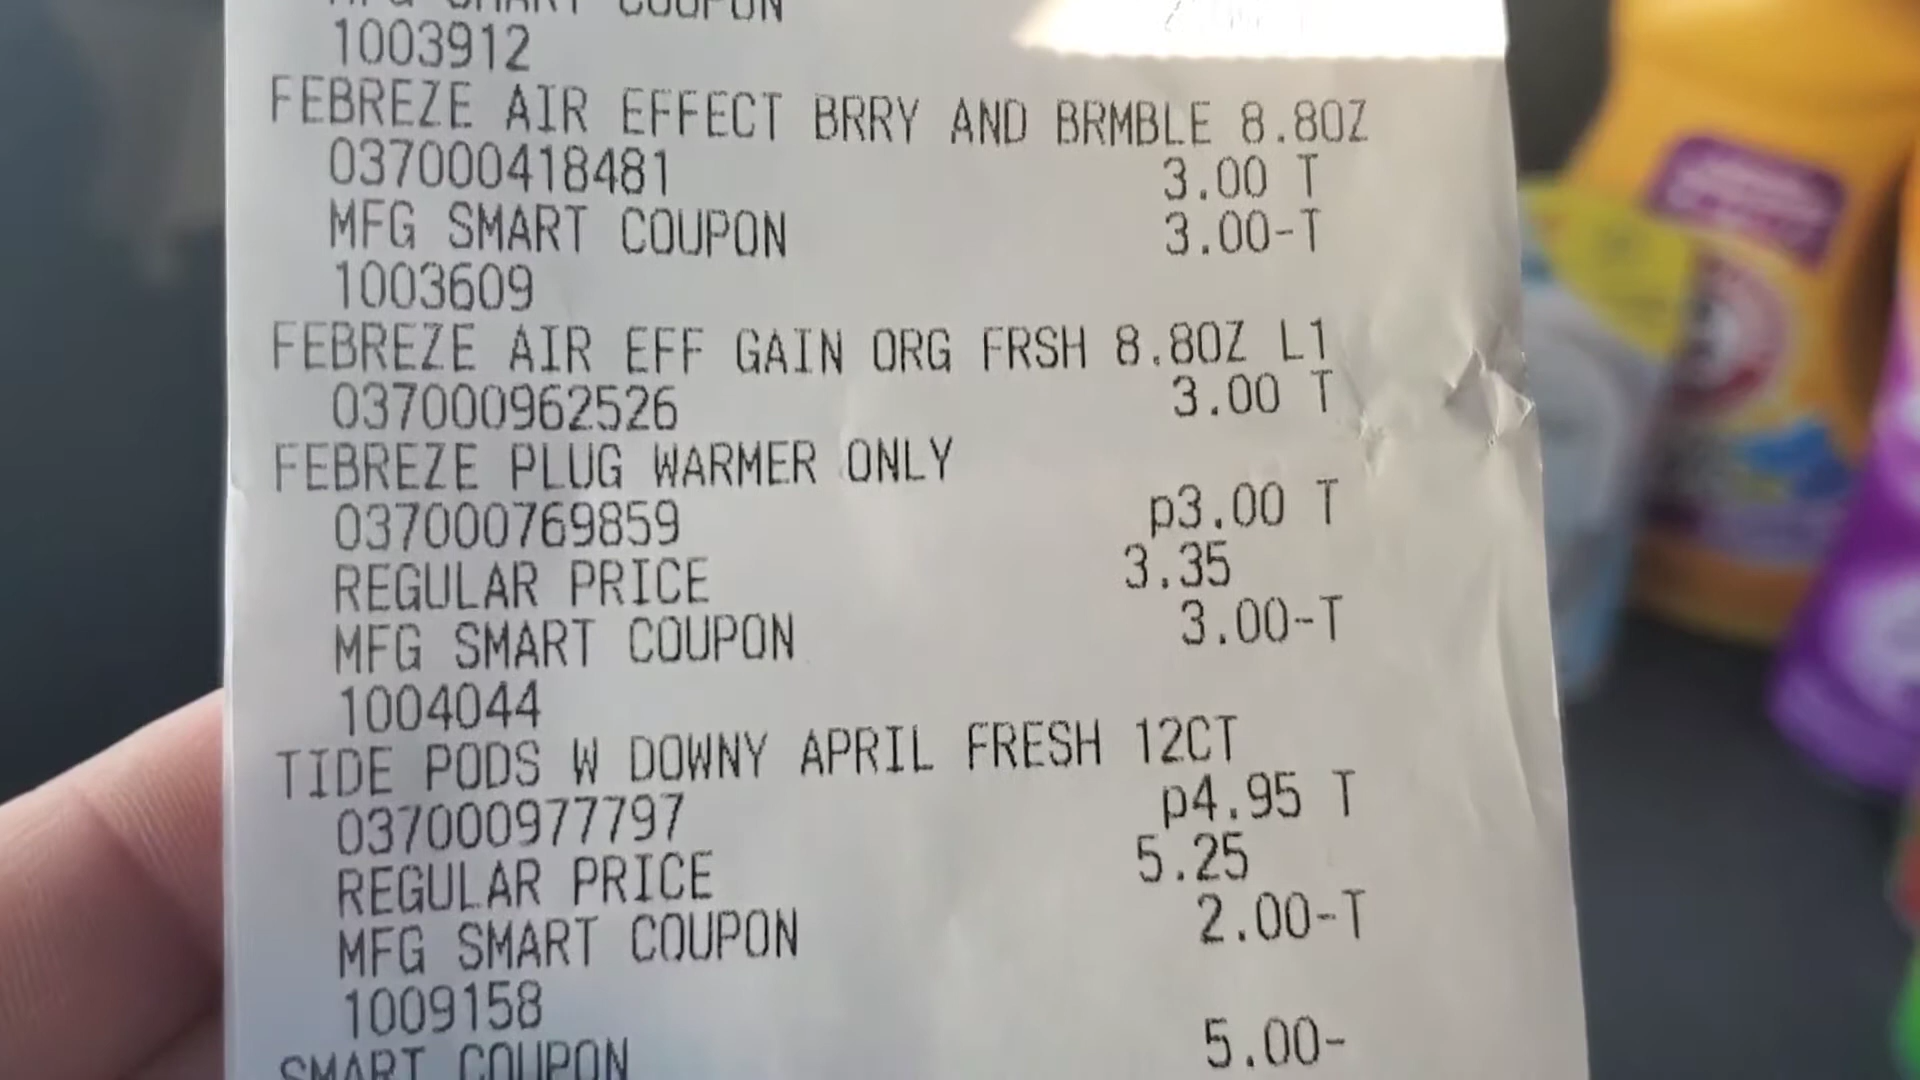 MFG SMART COUPON
1003912
FEBREZE AIR EFFECT BRRY AND BRMBLE 8.8OZ
037000418481 3.00 T
MFG SMART COUPON 3.00-T
1003609
FEBREZE AIR EFF GAIN ORG FRSH 8.8OZ L1
037000962526 3.00 T
FEBREZE PLUG WARMER ONLY
037000769859 p3.00 T
REGULAR PRICE 3.35
MFG SMART COUPON 3.00-T
1004044
TIDE PODS W DOWNY APRIL FRESH 12CT
037000977797 p4.95 T
REGULAR PRICE 5.25
MFG SMART COUPON 2.00-T
1009158
SMART COUPON 5.00-